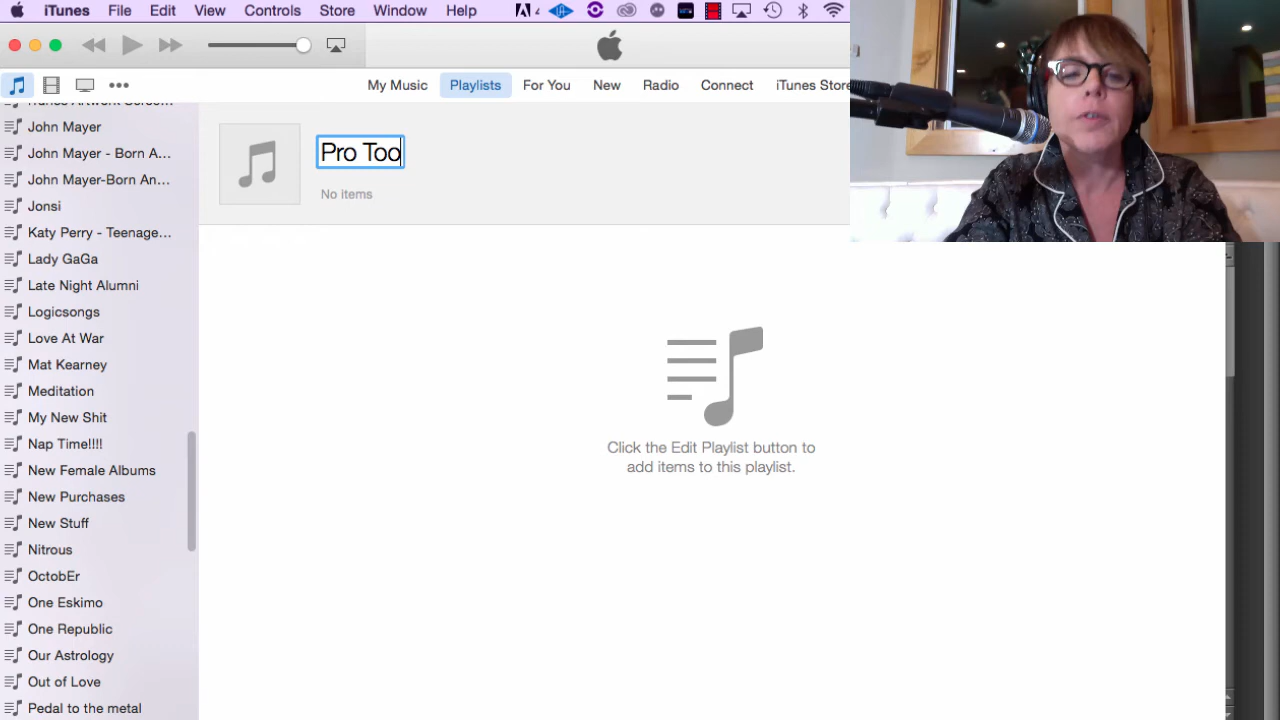 iTunes File Edit View Controls Store Window Help
My Music Playlists For You New Radio Connect iTunes Store
John Mayer
John Mayer - Born A...
John Mayer-Born An...
Jonsi
Katy Perry - Teenage...
Lady GaGa
Late Night Alumni
Logicsongs
Love At War
Mat Kearney
Meditation
My New Shit
Nap Time!!!!
New Female Albums
New Purchases
New Stuff
Nitrous
OctobEr
One Eskimo
One Republic
Our Astrology
Out of Love
Pedal to the metal
Pro Too
No items
Click the Edit Playlist button to
add items to this playlist.